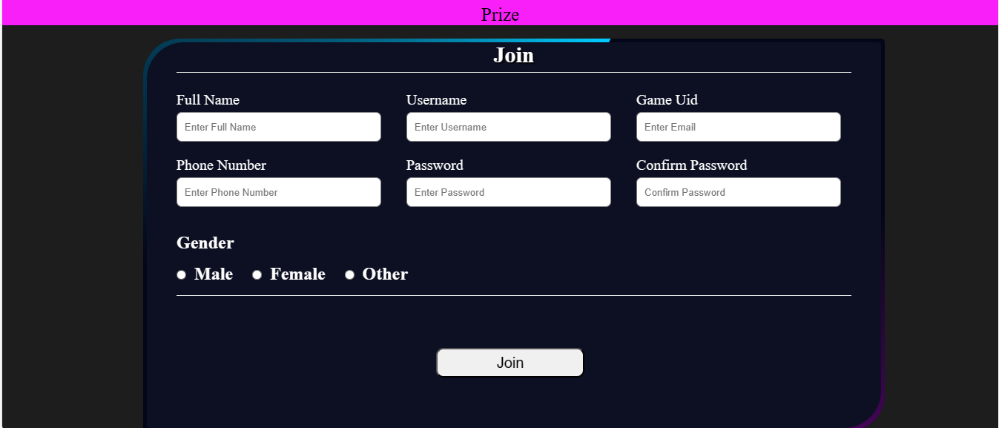 Prize
Join
Full Name Username Game Uid
Enter Full Name Enter Username Enter Email
Phone Number Password Confirm Password
Enter Phone Number Enter Password Confirm Password
Gender
Male Female Other
Join